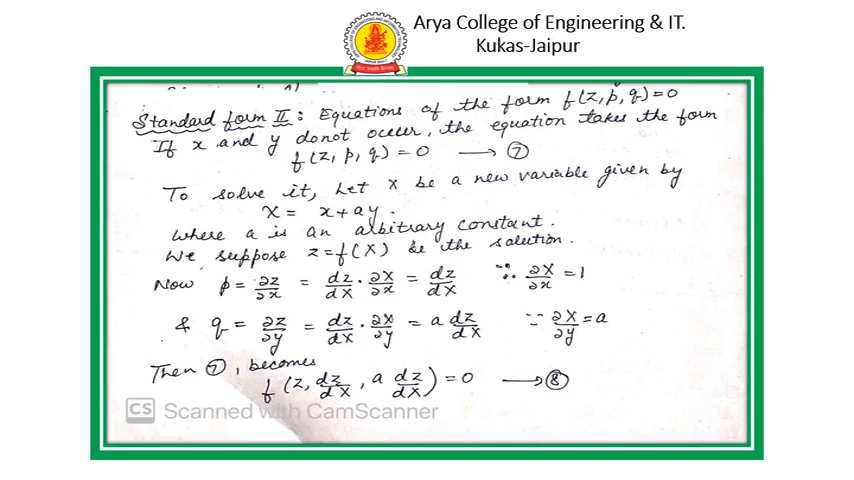 Arya College of Engineering & IT.
Kukas-Jaipur
Standard form II : Equations of the form f(z, p, q) = 0
If x and y donot occur, the equation takes the form
f(z, p, q) = 0 → ⑦
To solve it, Let X be a new variable given by
X = x + ay.
where a is an arbitrary constant.
We suppose z = f(X) be the solution.
Now p = ∂z/∂x = dz/dX · ∂X/∂x = dz/dX ∵ ∂X/∂x = 1
& q = ∂z/∂y = dz/dX · ∂X/∂y = a dz/dX ∵ ∂X/∂y = a
Then ⑦, becomes
f (z, dz/dX, a dz/dX) = 0 → ⑧
CS Scanned with CamScanner